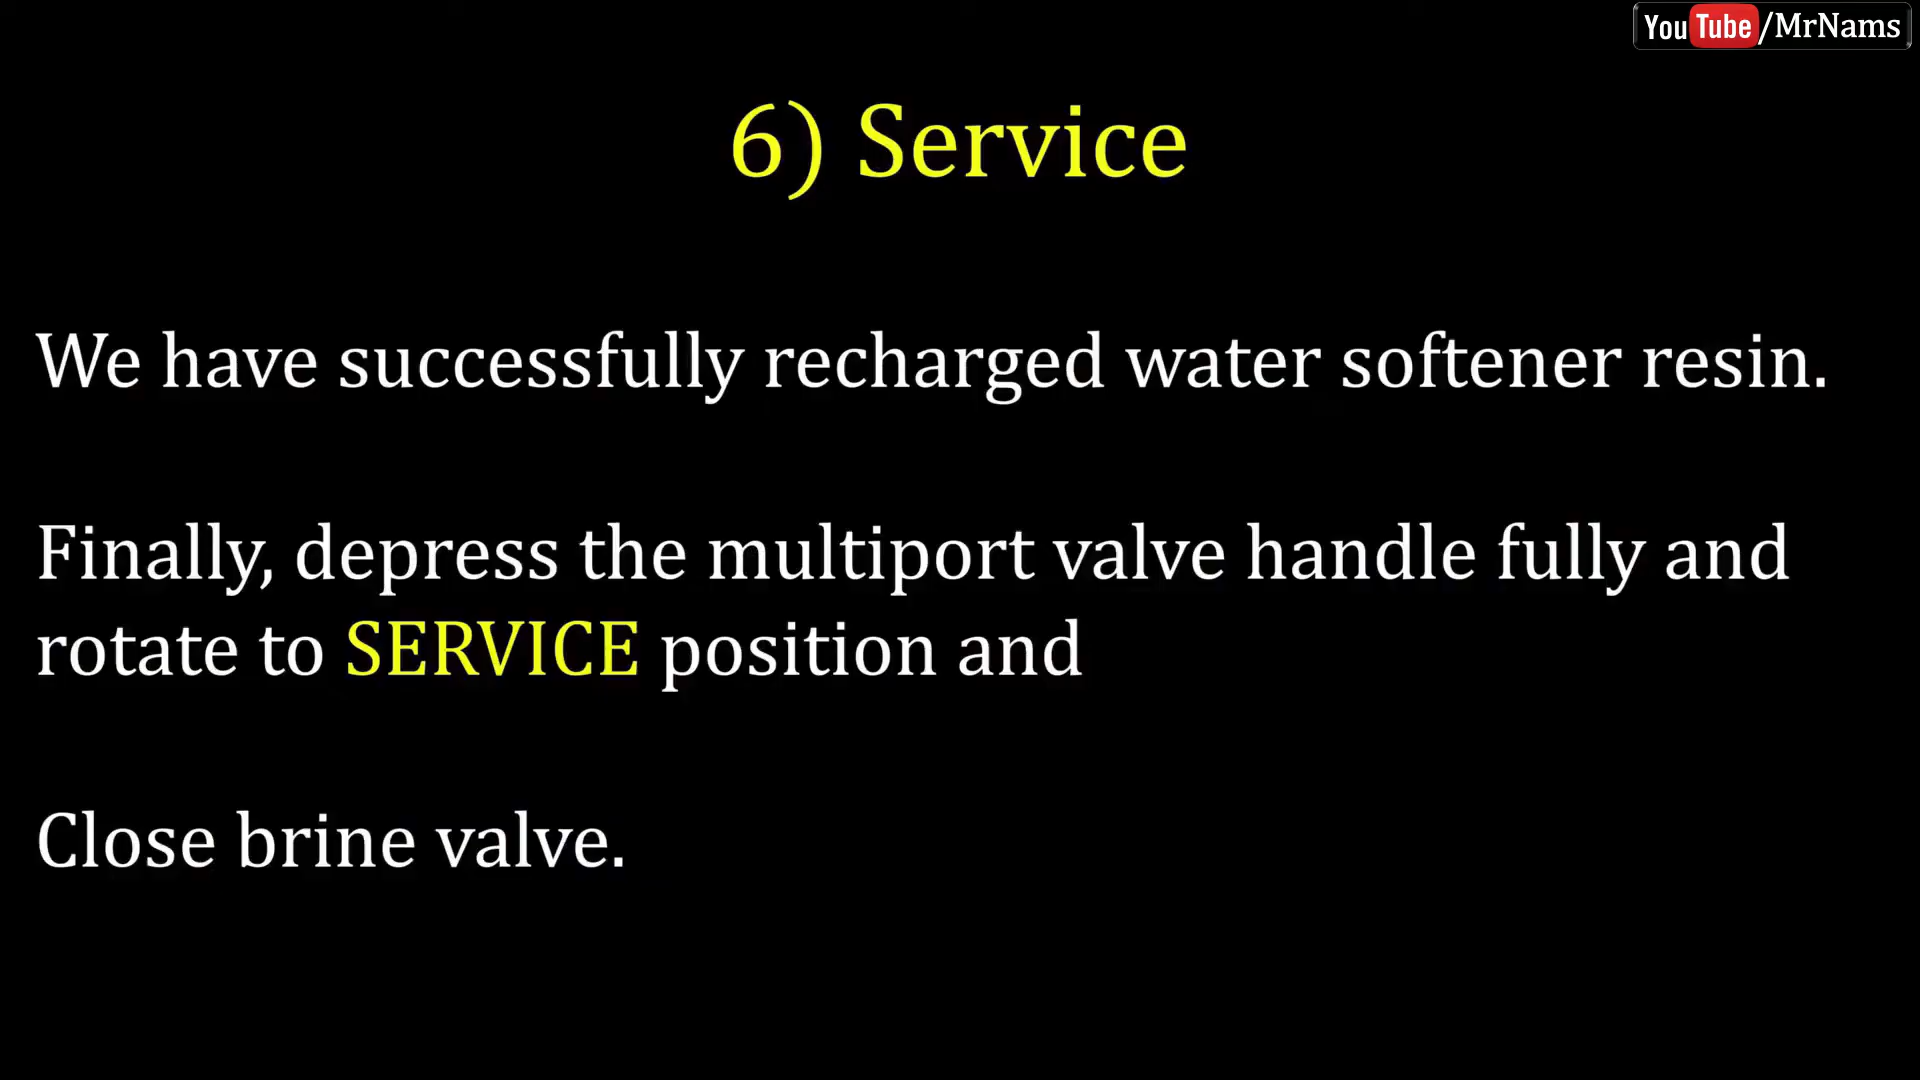 YouTube/MrNams
6) Service
We have successfully recharged water softener resin.
Finally, depress the multiport valve handle fully and
rotate to SERVICE position and
Close brine valve.